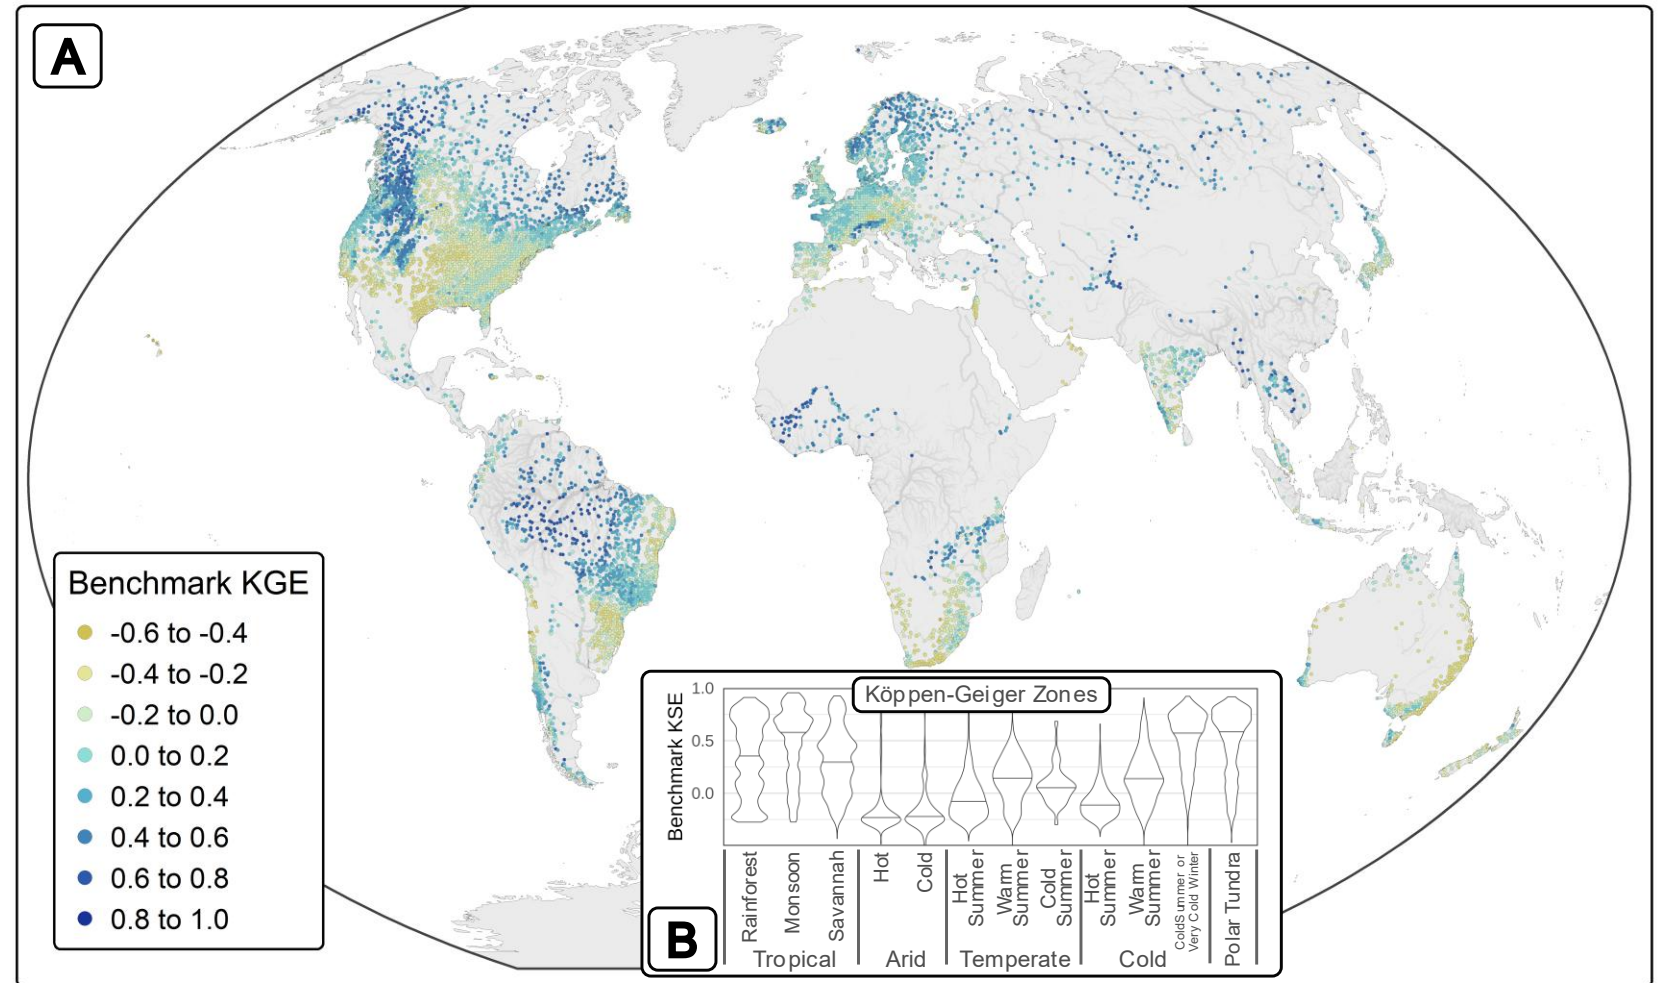 A
Benchmark KGE
-0.6 to -0.4
-0.4 to -0.2
-0.2 to 0.0
0.0 to 0.2
0.2 to 0.4
0.4 to 0.6
0.6 to 0.8
0.8 to 1.0
Köppen-Geiger Zones
Benchmark KSE
1.0
0.5
0.0
Rainforest
Monsoon
Savannah
Hot
Cold
Hot
Summer
Warm
Summer
Cold
Summer
Hot
Summer
Warm
Summer
ColdSummer or
Very Cold Winter
Polar Tundra
Tropical
Arid
Temperate
Cold
B